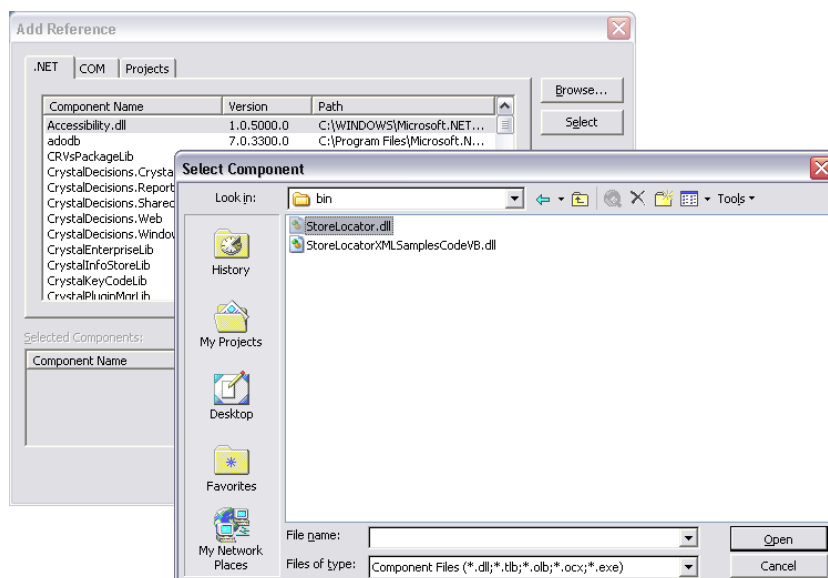 Add Reference
.NET COM Projects
Component Name Version Path
Accessibility.dll 1.0.5000.0 C:\WINDOWS\Microsoft.NET...
adodb 7.0.3300.0 C:\Program Files\Microsoft.N...
CRVsPackageLib
CrystalDecisions.Crysta
CrystalDecisions.Report
CrystalDecisions.Shared
CrystalDecisions.Web
CrystalDecisions.Window
CrystalEnterpriseLib
CrystalInfoStoreLib
CrystalKeyCodeLib
CrystalPluginMgrLib
Browse...
Select
Selected Components:
Component Name
Select Component
Look in: bin Tools
StoreLocator.dll
StoreLocatorXMLSamplesCodeVB.dll
History
My Projects
Desktop
Favorites
My Network
Places
File name: Open
Files of type: Component Files (*.dll;*.tlb;*.olb;*.ocx;*.exe) Cancel